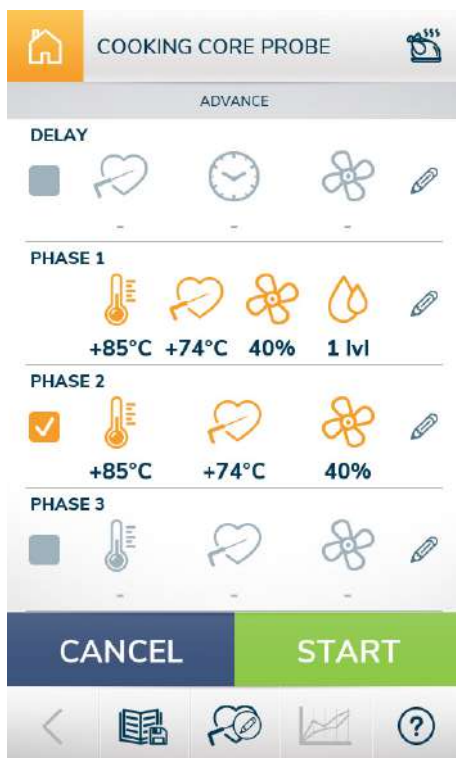 COOKING CORE PROBE
ADVANCE
DELAY
- - -
PHASE 1
+85°C +74°C 40% 1 lvl
PHASE 2
+85°C +74°C 40%
PHASE 3
- - -
CANCEL START
?